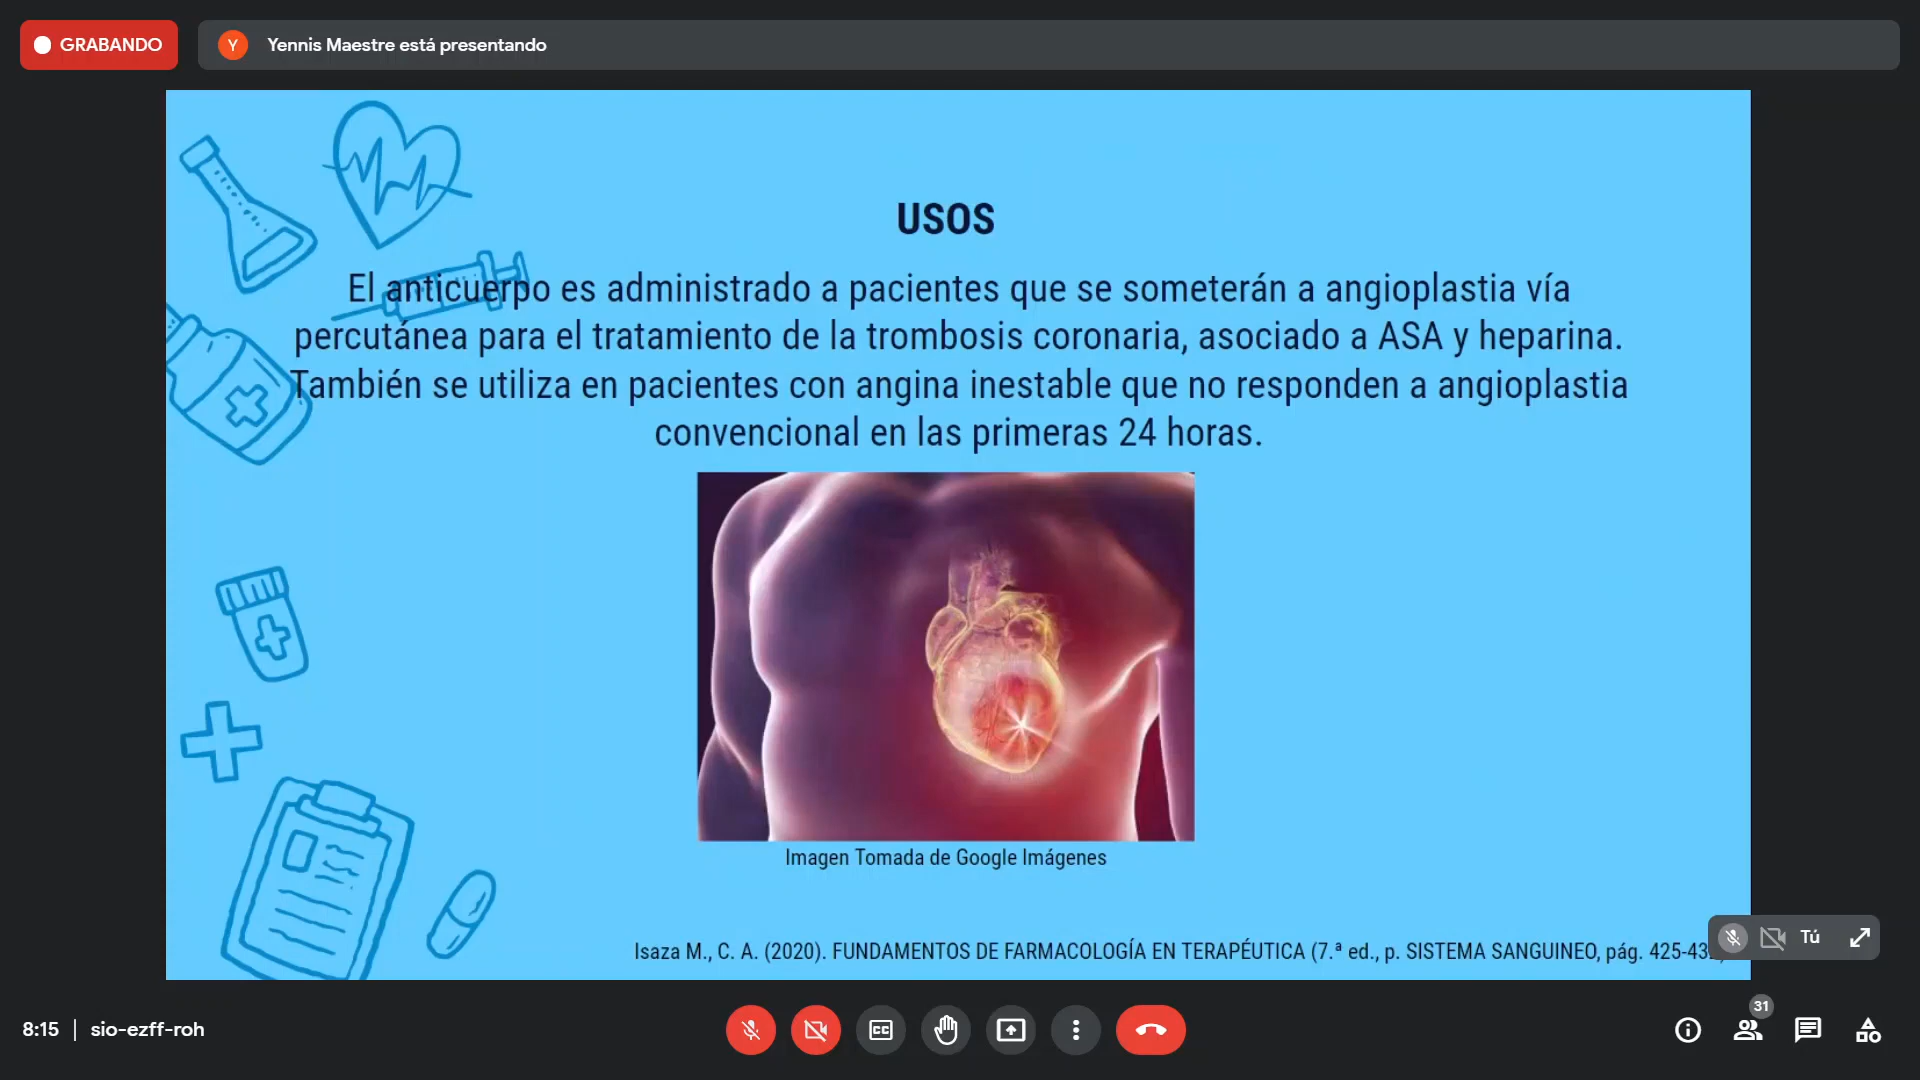 GRABANDO
Y Yennis Maestre está presentando
USOS
El anticuerpo es administrado a pacientes que se someterán a angioplastia vía
percutánea para el tratamiento de la trombosis coronaria, asociado a ASA y heparina.
También se utiliza en pacientes con angina inestable que no responden a angioplastia
convencional en las primeras 24 horas.
Imagen Tomada de Google Imágenes
Isaza M., C. A. (2020). FUNDAMENTOS DE FARMACOLOGÍA EN TERAPÉUTICA (7.ª ed., p. SISTEMA SANGUINEO, pág.
Tú
31
8:15 | sio-ezff-roh
CC